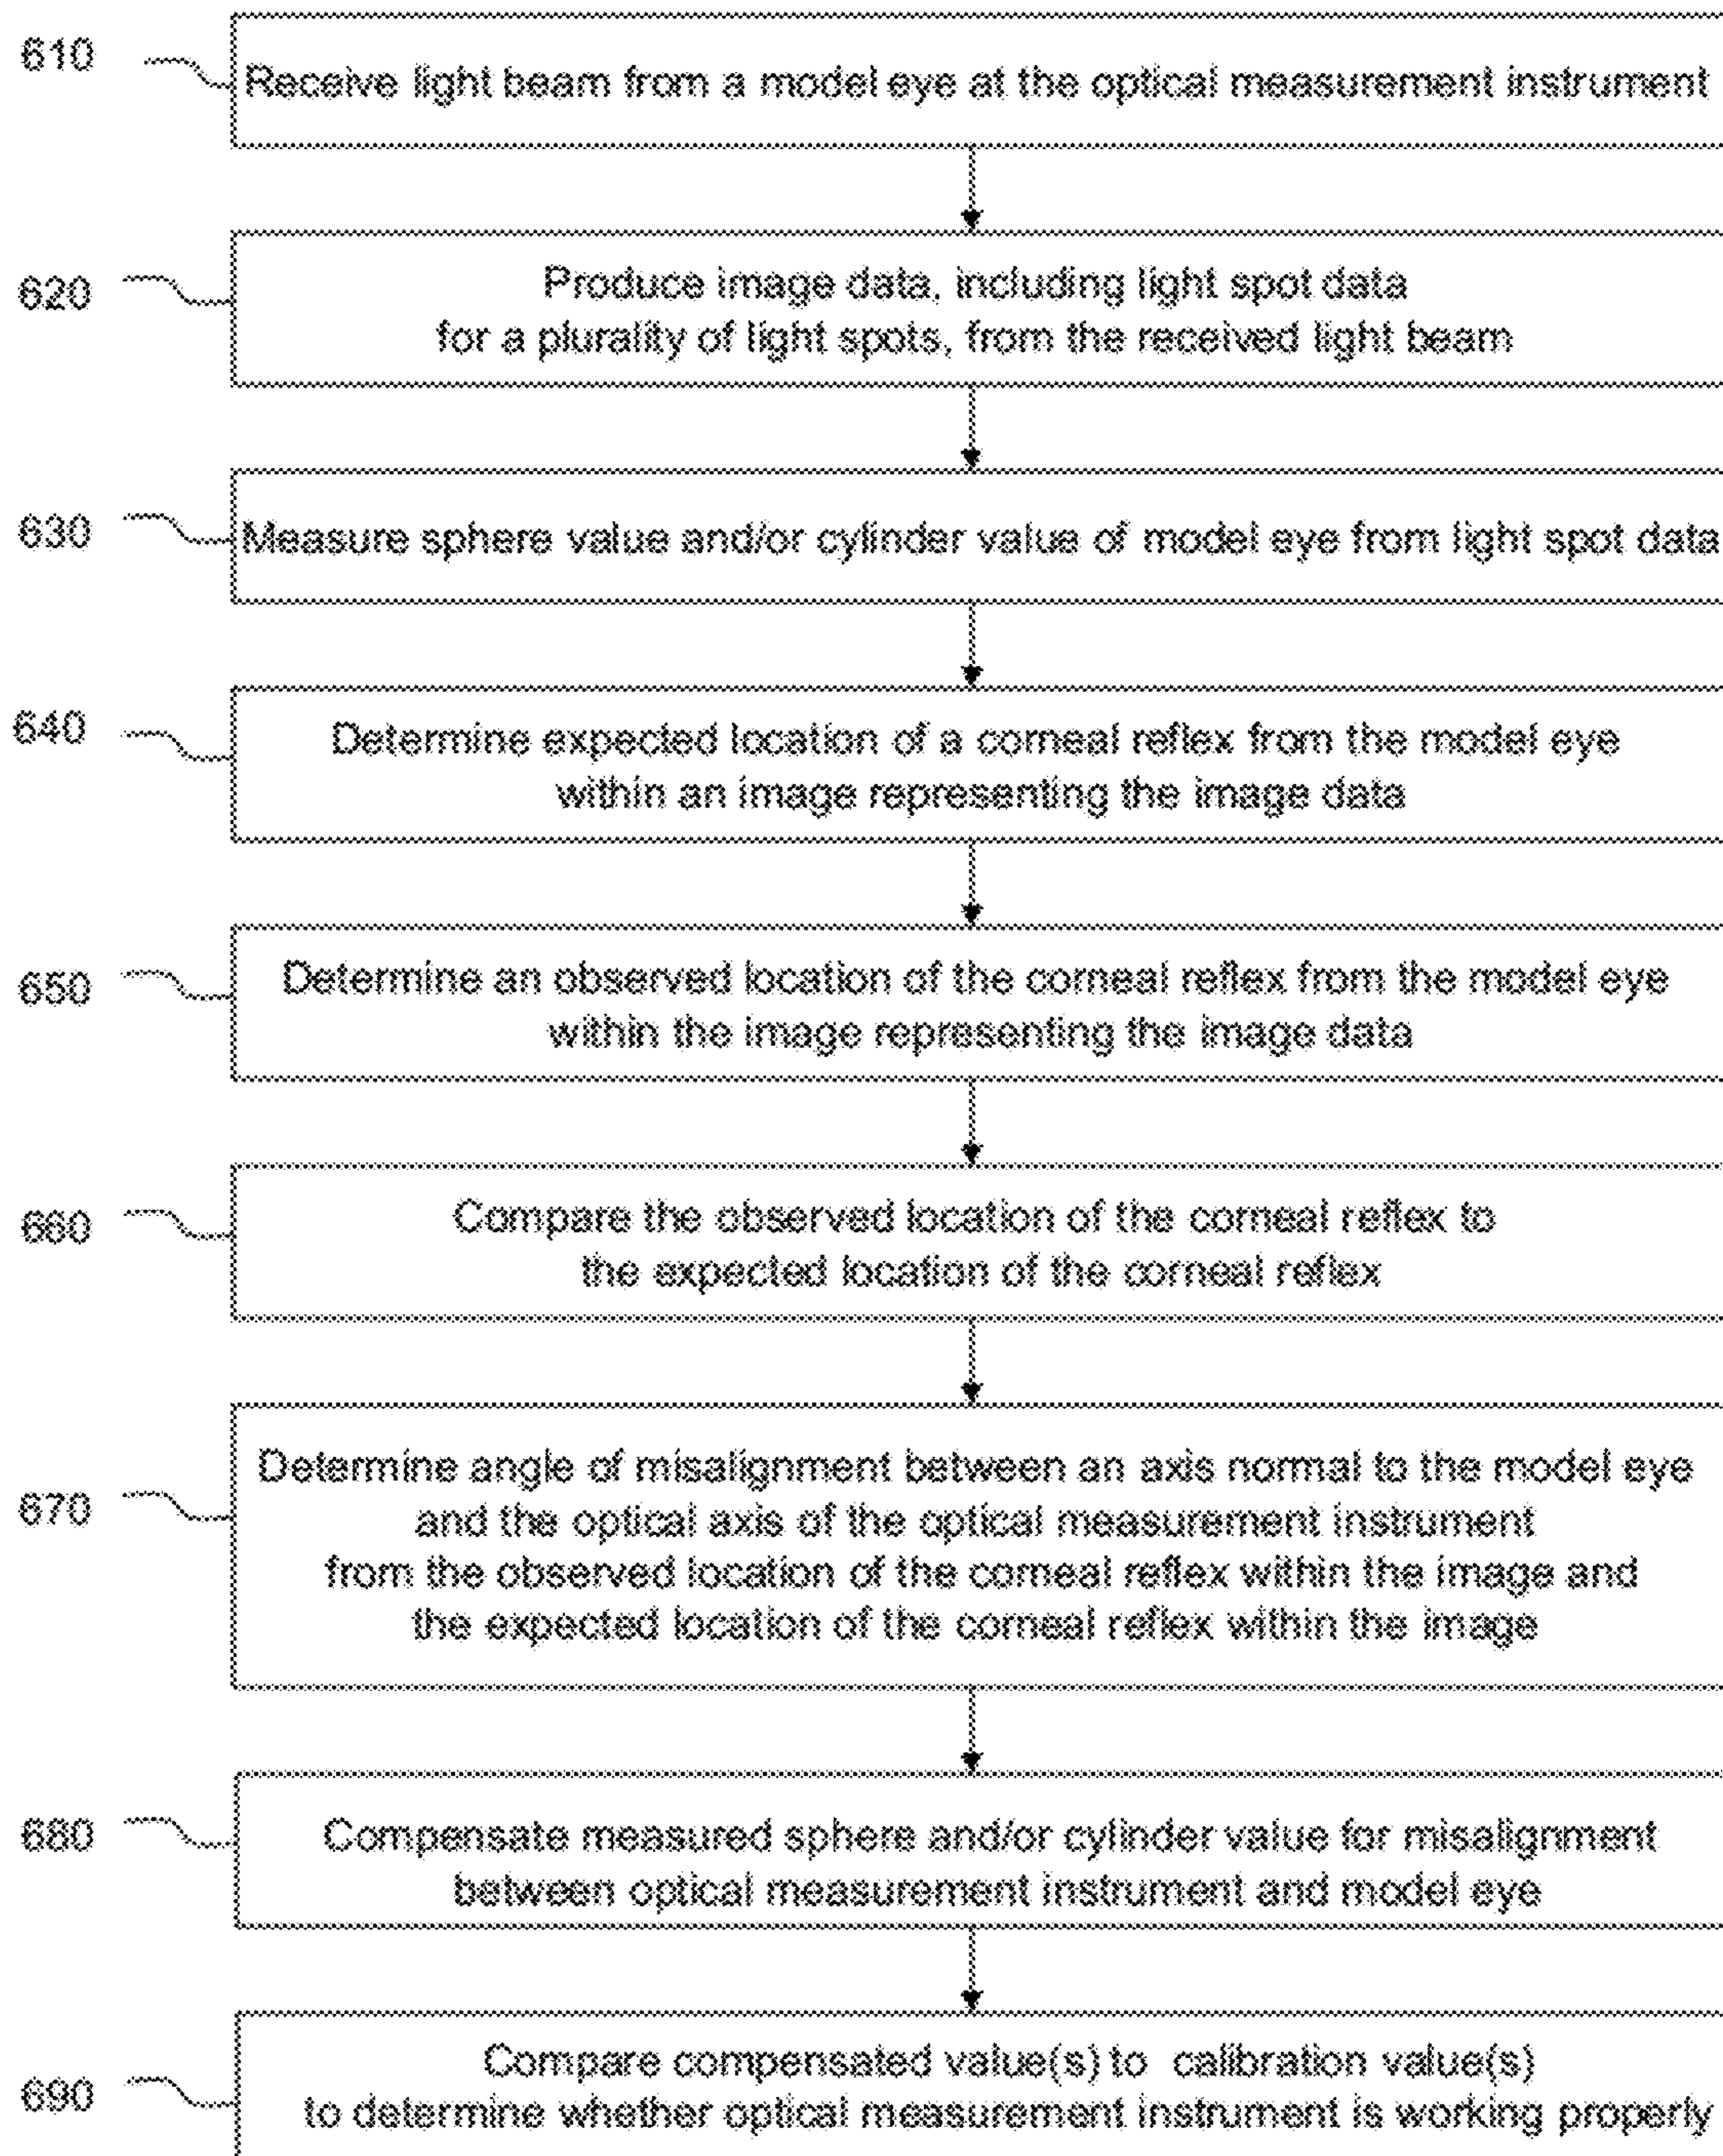 610
Receive light beam from a model eye at the optical measurement instrument
620
Produce image data, including light spot data
for a plurality of light spots, from the received light beam
630
Measure sphere value and/or cylinder value of model eye from light spot data
640
Determine expected location of a corneal reflex from the model eye
within an image representing the image data
650
Determine an observed location of the corneal reflex from the model eye
within the image representing the image data
660
Compare the observed location of the corneal reflex to
the expected location of the corneal reflex
670
Determine angle of misalignment between an axis normal to the model eye
and the optical axis of the optical measurement instrument
from the observed location of the corneal reflex within the image and
the expected location of the corneal reflex within the image
680
Compensate measured sphere and/or cylinder value for misalignment
between optical measurement instrument and model eye
690
Compare compensated value(s) to calibration value(s)
to determine whether optical measurement instrument is working properly